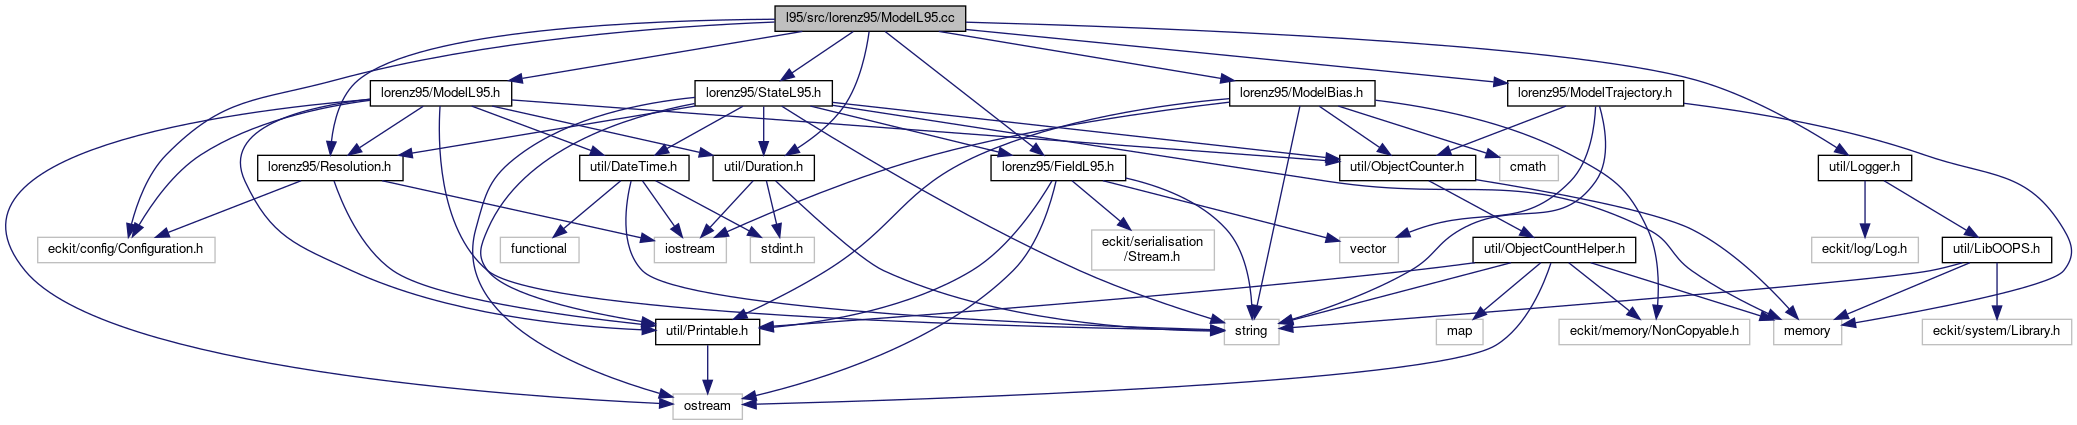 l95/src/lorenz95/ModelL95.cc
lorenz95/ModelL95.h
lorenz95/StateL95.h
lorenz95/ModelBias.h
lorenz95/ModelTrajectory.h
lorenz95/Resolution.h
util/DateTime.h
util/Duration.h
lorenz95/FieldL95.h
util/ObjectCounter.h
cmath
util/Logger.h
eckit/config/Configuration.h
functional
iostream
stdint.h
eckit/serialisation
/Stream.h
vector
util/ObjectCountHelper.h
eckit/log/Log.h
util/LibOOPS.h
util/Printable.h
string
map
eckit/memory/NonCopyable.h
memory
eckit/system/Library.h
ostream